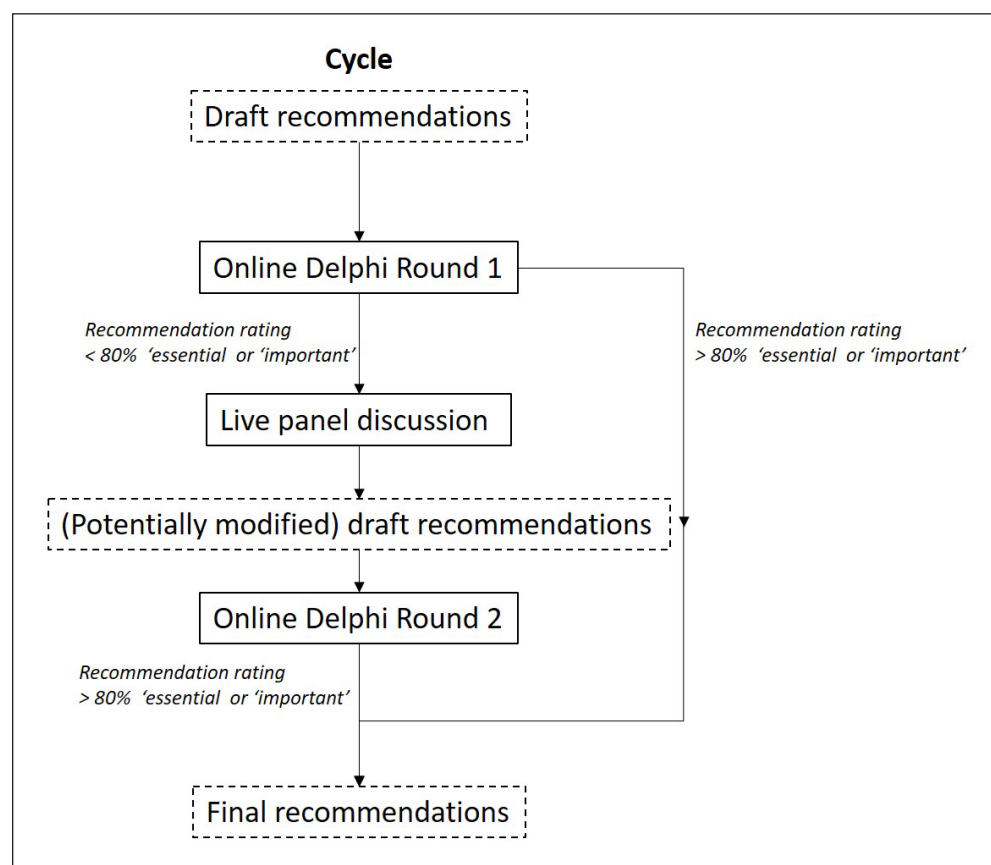 Cycle
Draft recommendations
Online Delphi Round 1
Recommendation rating
< 80% ‘essential or ‘important’
Recommendation rating
> 80% ‘essential or ‘important’
Live panel discussion
(Potentially modified) draft recommendations
Online Delphi Round 2
Recommendation rating
> 80% ‘essential or ‘important’
Final recommendations